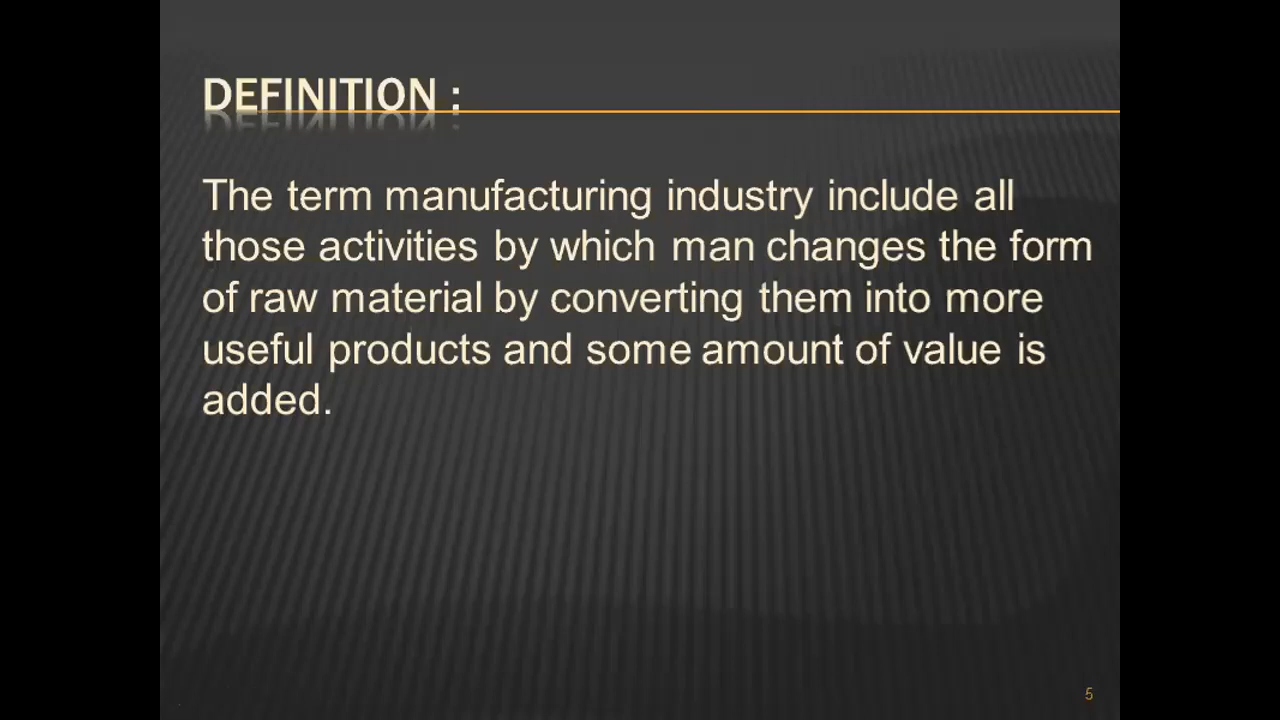 DEFINITION :
The term manufacturing industry include all
those activities by which man changes the form
of raw material by converting them into more
useful products and some amount of value is
added.
5